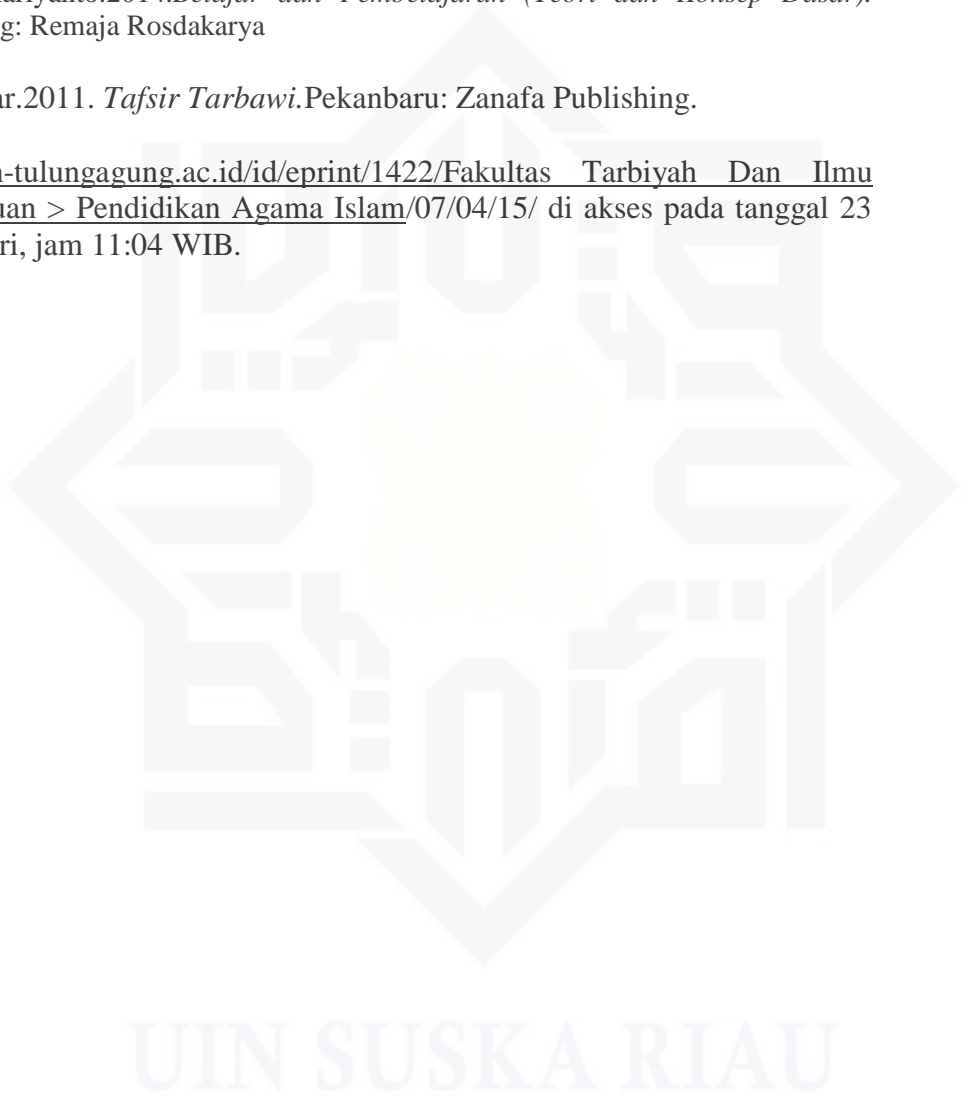 g: Remaja Rosdakarya
ar.2011. Tafsir Tarbawi.Pekanbaru: Zanafa Publishing.
n-tulungagung.ac.id/id/eprint/1422/Fakultas Tarbiyah Dan Ilmu
uan > Pendidikan Agama Islam/07/04/15/ di akses pada tanggal 23
ri, jam 11:04 WIB.
UIN SUSKA RIAU